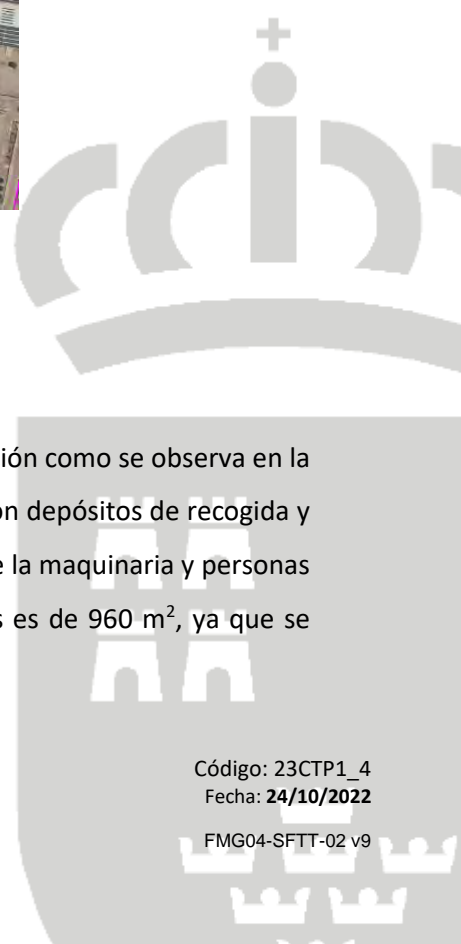 ión como se observa en la
on depósitos de recogida y
e la maquinaria y personas
s es de 960 m², ya que se
Código: 23CTP1_4
Fecha: 24/10/2022
FMG04-SFTT-02 v9